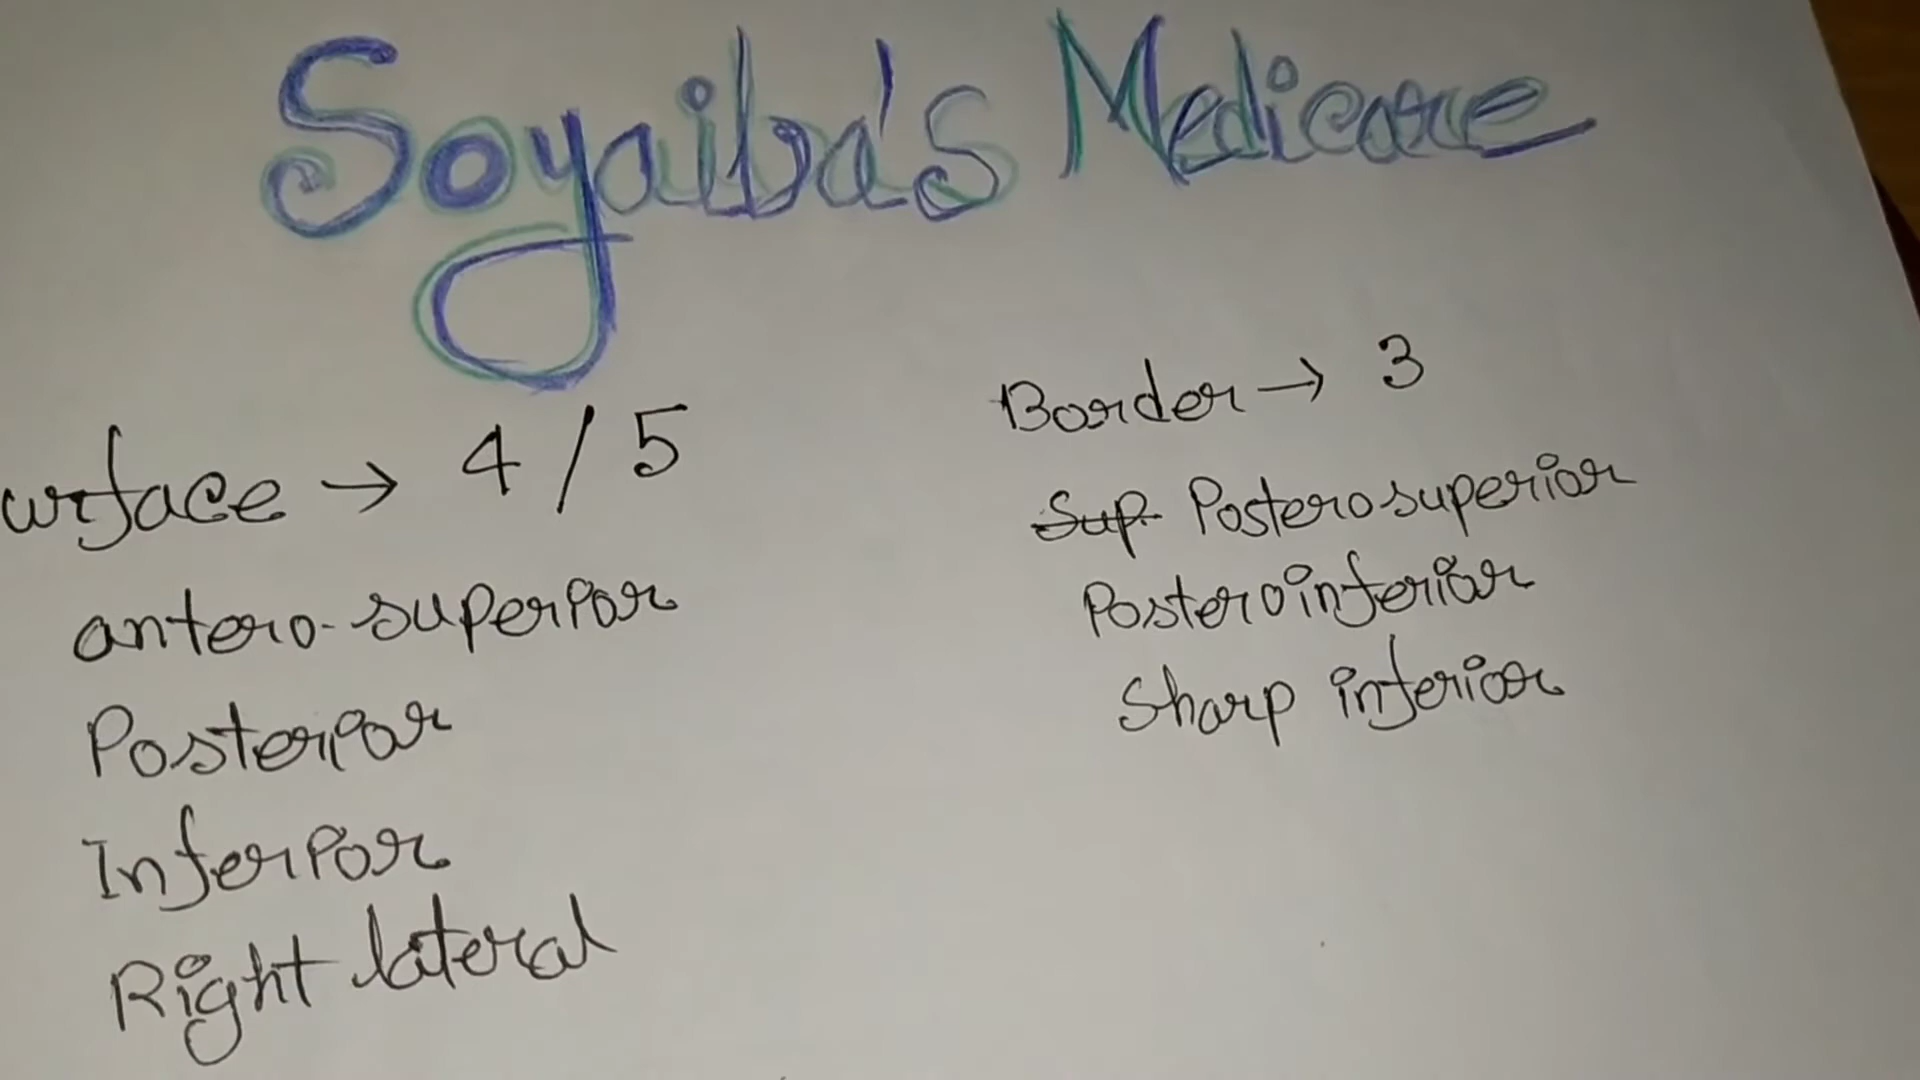 Soyaiba's Medicare
urface → 4/5
antero-superior
Posterior
Inferior
Right lateral
Border → 3
Sup. Posterosuperior
Posteroinferior
Sharp inferior